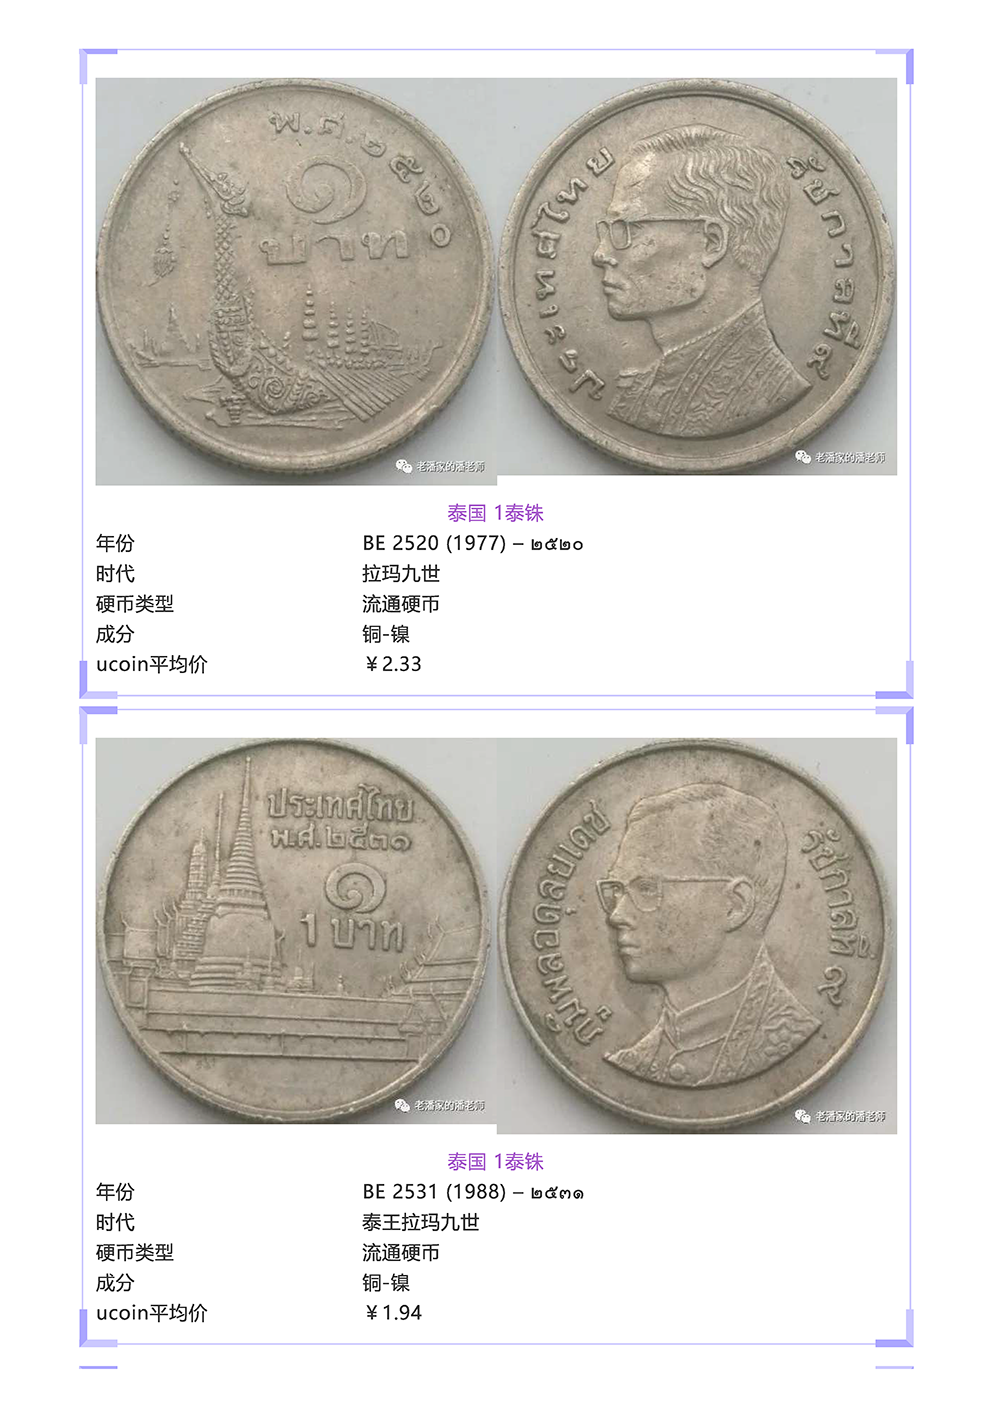 พ.ศ.๒๕๒๐
๑
บาท
ประเทศไทย
รัชกาลที่๙
老潘家的潘老师
老潘家的潘老师
泰国 1泰铢
年份 BE 2520 (1977) – ๒๕๒๐
时代 拉玛九世
硬币类型 流通硬币
成分 铜-镍
ucoin平均价 ￥2.33
ประเทศไทย
พ.ศ.๒๕๓๑
๑
1 บาท
ภูมิพลอดุลยเดช
รัชกาลที่ ๙
老潘家的潘老师
老潘家的潘老师
泰国 1泰铢
年份 BE 2531 (1988) – ๒๕๓๑
时代 泰王拉玛九世
硬币类型 流通硬币
成分 铜-镍
ucoin平均价 ￥1.94